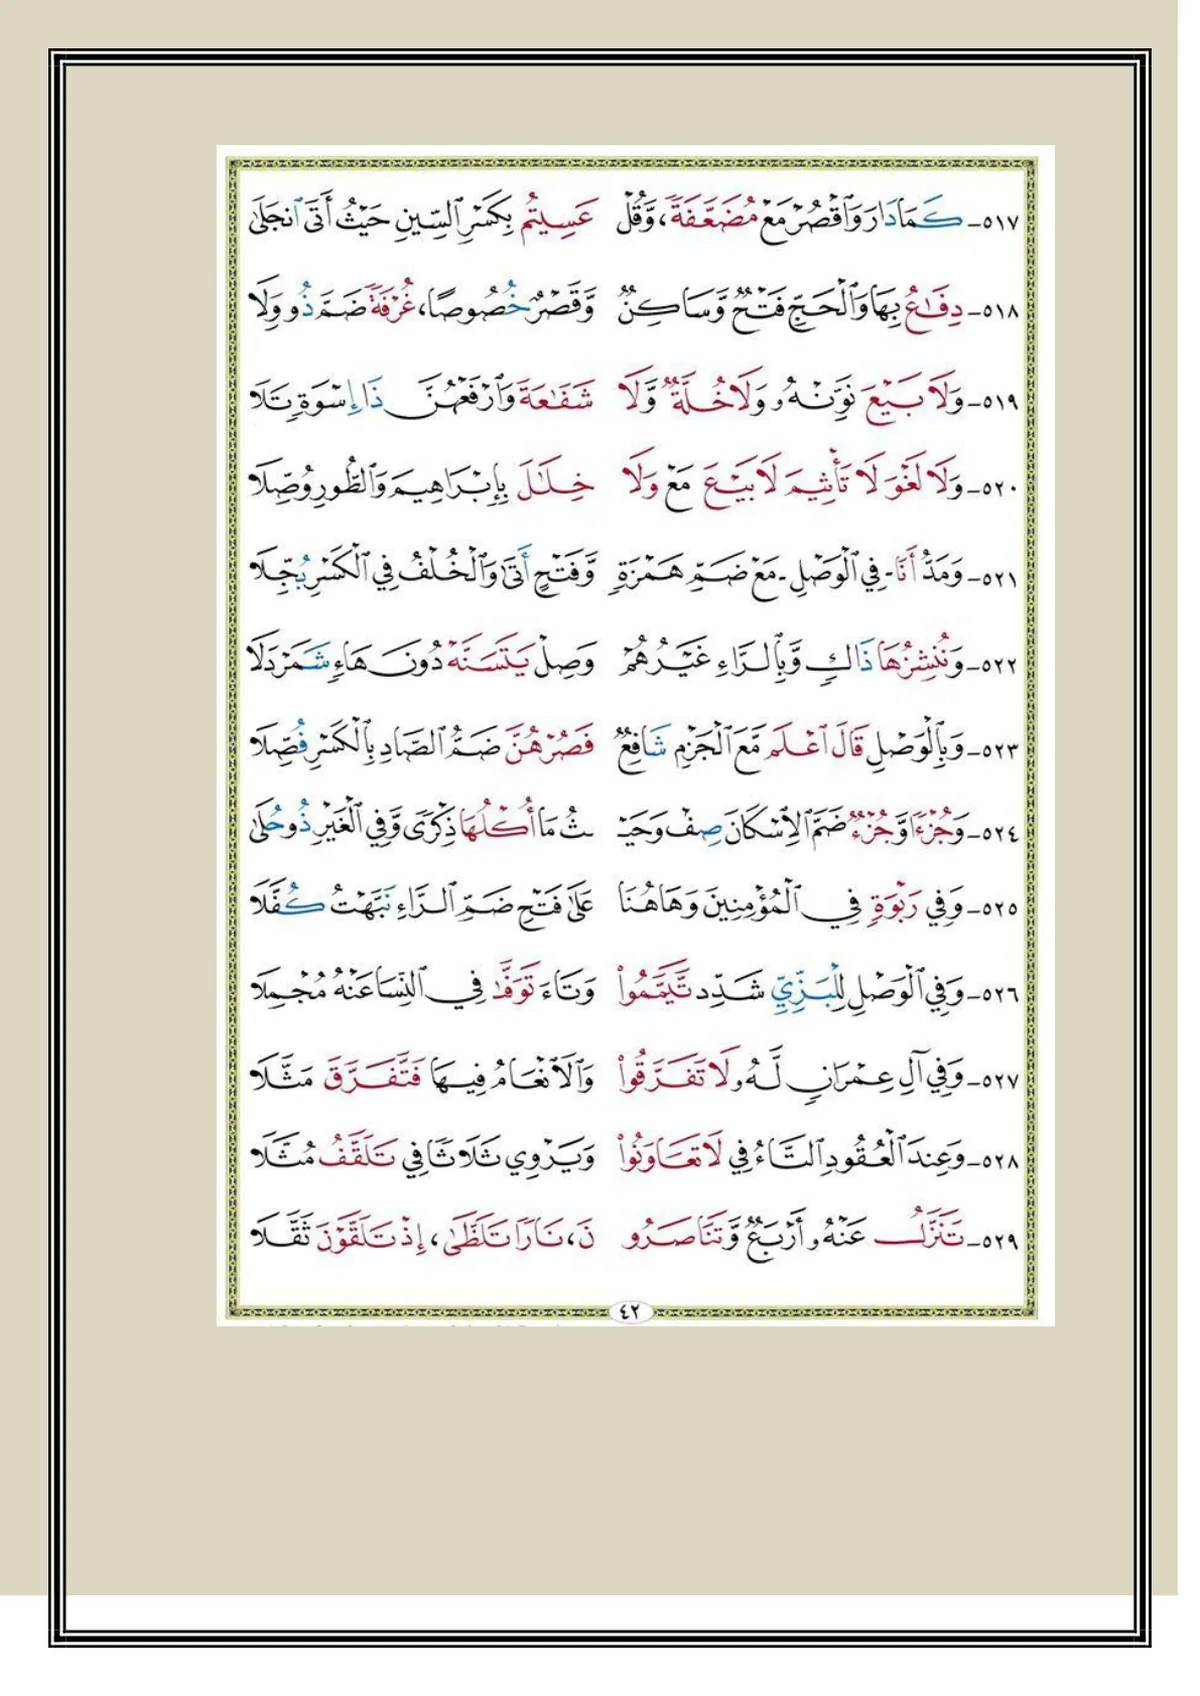 ٥١٧- كَمَا دَارَ وَاقْصُرْ مَعْ مُضَعَّفَةً، وَّقُلْ عَسِيتُم بِكَسْرِ السِّينِ حَيْثُ أَتَى انجَلَى
٥١٨- دِفَاعُ بِهَا وَالْحَجِّ فَتْحٌ وَّسَاكِنٌ وَّقَصْرٌ خُصُوصًا، غُرْفَةً ضَمَّ ذُو وِلَا
٥١٩- وَلَا بَيْعَ نَوِّنْهُ وَلَا خُلَّةٌ وَّلَا شَفَاعَةَ وَارْفَعْهُنَّ ذَا إِسْوَةٍ تَلَا
٥٢٠- وَلَا لَغْوَ لَا تَأْثِيمَ لَا بَيْعَ مَعْ وَلَا خِلَالَ بِإِبْرَاهِيمَ وَالطُّورِ وُصِّلَا
٥٢١- وَمَدُّ أَنَا - فِي الْوَصْلِ - مَعْ ضَمِّ هَمْزَةٍ وَّفَتْحٍ أَتَى وَالْخُلْفُ فِي الْكَسْرِ بُجِّلَا
٥٢٢- وَنُنشِزُهَا ذَاكٍ وَّبِالرَّاءِ غَيْرُهُمْ وَصِلْ يَتَسَنَّهْ دُونَ هَاءٍ شَمَرْدَلَا
٥٢٣- وَبِالْوَصْلِ قَالَ اعْلَم مَّعَ الْجَزْمِ شَافِعٌ فَصُرْهُنَّ ضَمُّ الصَّادِ بِالْكَسْرِ فُصِّلَا
٥٢٤- وَجُزْءًا وَّجُزْءٌ ضَمَّ الِاسْكَانَ صِفْ وَحَيْـ ـثُ مَا أُكْلُهَا ذِكْرَى وَّفِي الْغَيْرِ ذُو حُلَى
٥٢٥- وَفِي رَبْوَةٍ فِي الْمُؤْمِنِينَ وَهَاهُنَا عَلَى فَتْحِ ضَمِّ الرَّاءِ نَبَّهْتُ كُفَّلَا
٥٢٦- وَفِي الْوَصْلِ لِلْبَزِّيِّ شَدِّد تَّيَمَّمُوا وَتَاءَ تَوَفَّى فِي النِّسَا عَنْهُ مُجْمِلَا
٥٢٧- وَفِي آلِ عِمْرَانٍ لَّهُ لَا تَفَرَّقُوا وَالَانْعَامُ فِيهَا فَتَّفَرَّقَ مَثَّلَا
٥٢٨- وَعِندَ الْعُقُودِ التَّاءُ فِي لَا تَعَاوَنُوا وَيَرْوِي ثَلَاثًا فِي تَلَقَّفُ مُثَّلَا
٥٢٩- تَنَزَّلُ عَنْهُ أَرْبَعٌ وَّتَنَاصَرُو نَ، نَارًا تَلَظَّى، إِذْ تَلَقَّوْنَ ثَقَّلَا
٤٢